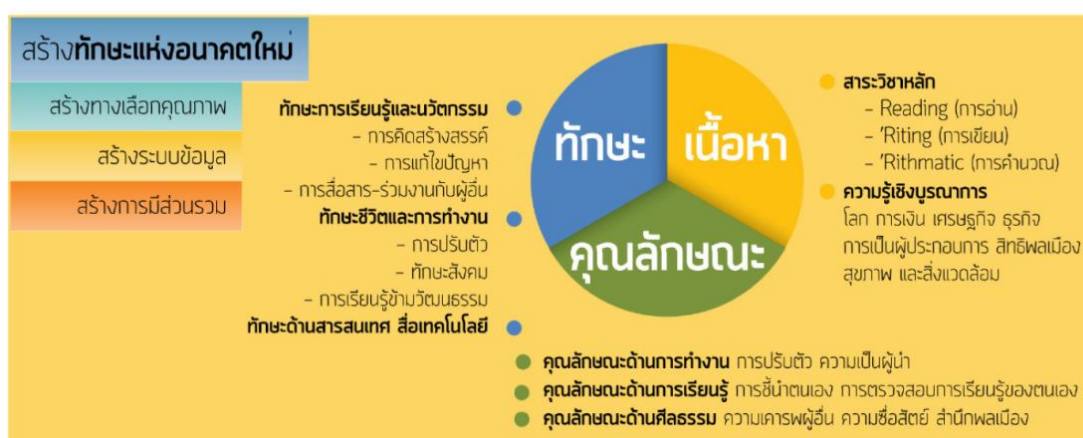 สร้างทักษะแห่งอนาคตใหม่
สร้างทางเลือกคุณภาพ
สร้างระบบข้อมูล
สร้างการมีส่วนรวม
ทักษะการเรียนรู้และนวัตกรรม
– การคิดสร้างสรรค์
– การแก้ไขปัญหา
– การสื่อสาร-ร่วมงานกับผู้อื่น
ทักษะชีวิตและการทำงาน
– การปรับตัว
– ทักษะสังคม
– การเรียนรู้ข้ามวัฒนธรรม
ทักษะด้านสารสนเทศ สื่อเทคโนโลยี
ทักษะ
เนื้อหา
คุณลักษณะ
สาระวิชาหลัก
– Reading (การอ่าน)
– ’Riting (การเขียน)
– ’Rithmatic (การคำนวณ)
ความรู้เชิงบูรณาการ
โลก การเงิน เศรษฐกิจ ธุรกิจ
การเป็นผู้ประกอบการ สิทธิพลเมือง
สุขภาพ และสิ่งแวดล้อม
คุณลักษณะด้านการทำงาน การปรับตัว ความเป็นผู้นำ
คุณลักษณะด้านการเรียนรู้ การชี้นำตนเอง การตรวจสอบการเรียนรู้ของตนเอง
คุณลักษณะด้านศีลธรรม ความเคารพผู้อื่น ความซื่อสัตย์ สำนึกพลเมือง